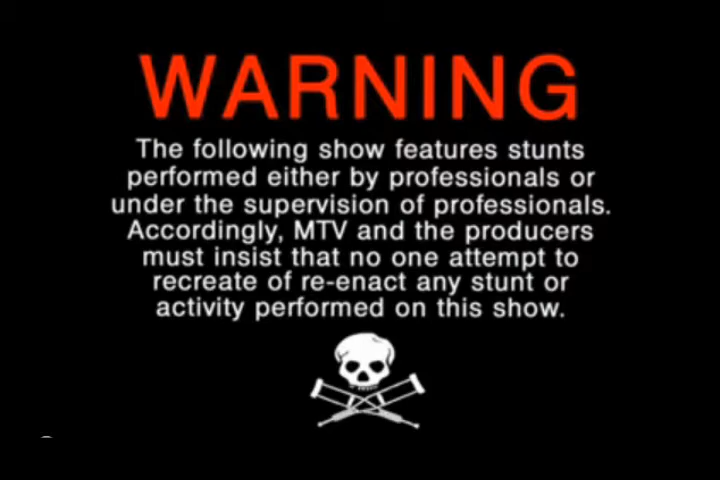 WARNING
The following show features stunts
performed either by professionals or
under the supervision of professionals.
Accordingly, MTV and the producers
must insist that no one attempt to
recreate of re-enact any stunt or
activity performed on this show.